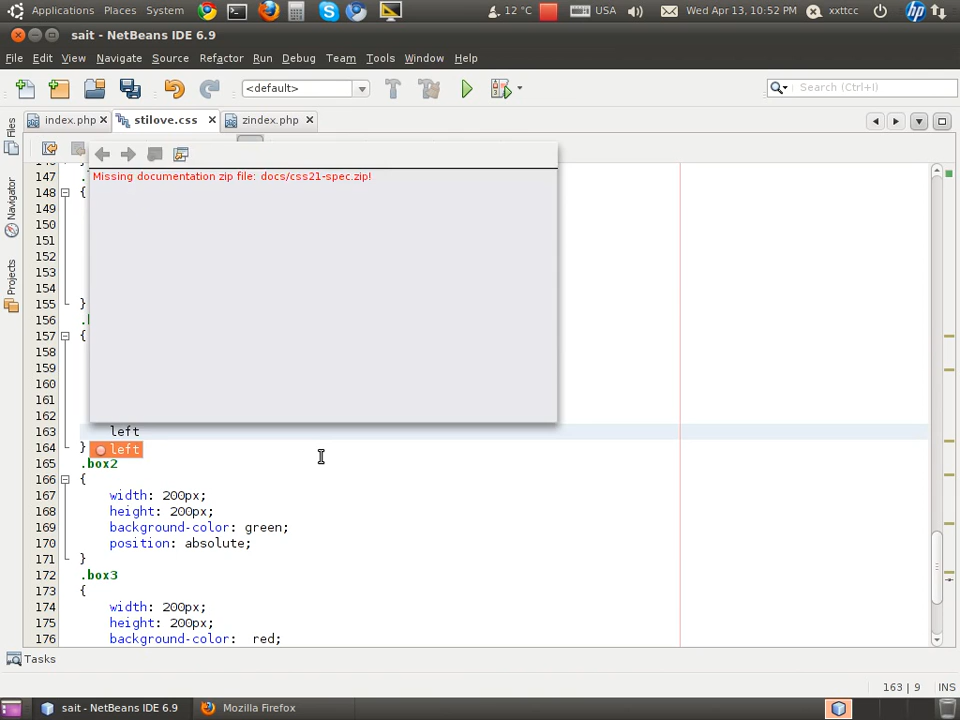 Applications Places System 12 °C USA Wed Apr 13, 10:52 PM xxttcc
sait - NetBeans IDE 6.9
File Edit View Navigate Source Refactor Run Debug Team Tools Window Help
<default> Search (Ctrl+I)
index.php stilove.css zindex.php
Files
Navigator
Projects
Missing documentation zip file: docs/css21-spec.zip!
147 .
148 {
149
150
151
152
153
154
155 }
156
157 {
158
159
160
161
162
163 left
164 } left
165 .box2
166 {
167 width: 200px;
168 height: 200px;
169 background-color: green;
170 position: absolute;
171 }
172 .box3
173 {
174 width: 200px;
175 height: 200px;
176 background-color: red;
Tasks
163 | 9 INS
sait - NetBeans IDE 6.9 Mozilla Firefox